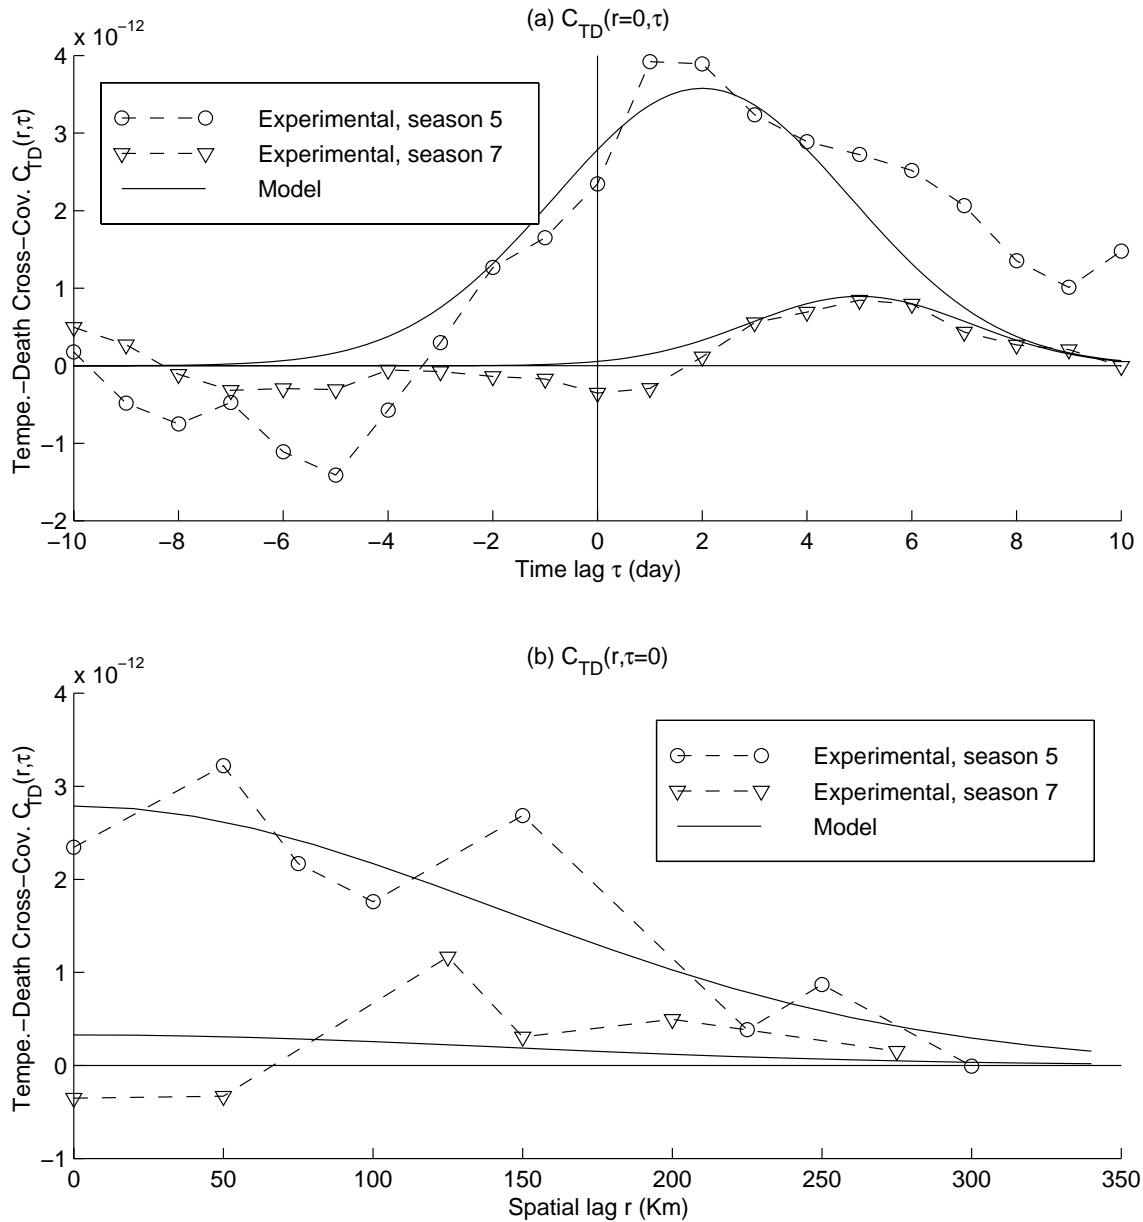 (a) C_TD(r=0,τ)
x 10^−12
4
3
2
1
0
−1
−2
−10 −8 −6 −4 −2 0 2 4 6 8 10
Tempe.−Death Cross−Cov. C_TD(r,τ)
Time lag τ (day)
Experimental, season 5
Experimental, season 7
Model
(b) C_TD(r,τ=0)
x 10^−12
4
3
2
1
0
−1
0 50 100 150 200 250 300 350
Tempe.−Death Cross−Cov. C_TD(r,τ)
Spatial lag r (Km)
Experimental, season 5
Experimental, season 7
Model